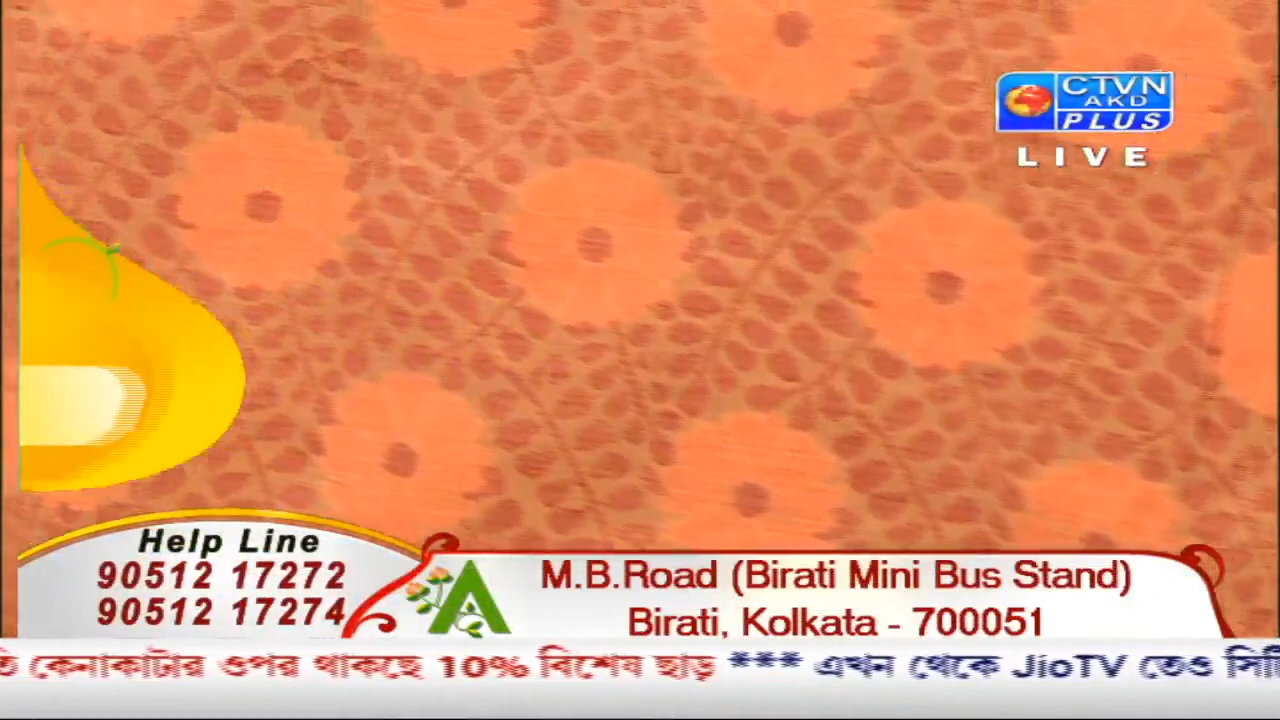 CTVN
AKD
PLUS
LIVE
Help Line
90512 17272
90512 17274
M.B.Road (Birati Mini Bus Stand)
Birati, Kolkata - 700051
কেনাকাটার ওপর থাকছে 10% বিশেষ ছাড় *** এখন থেকে JioTV তেও